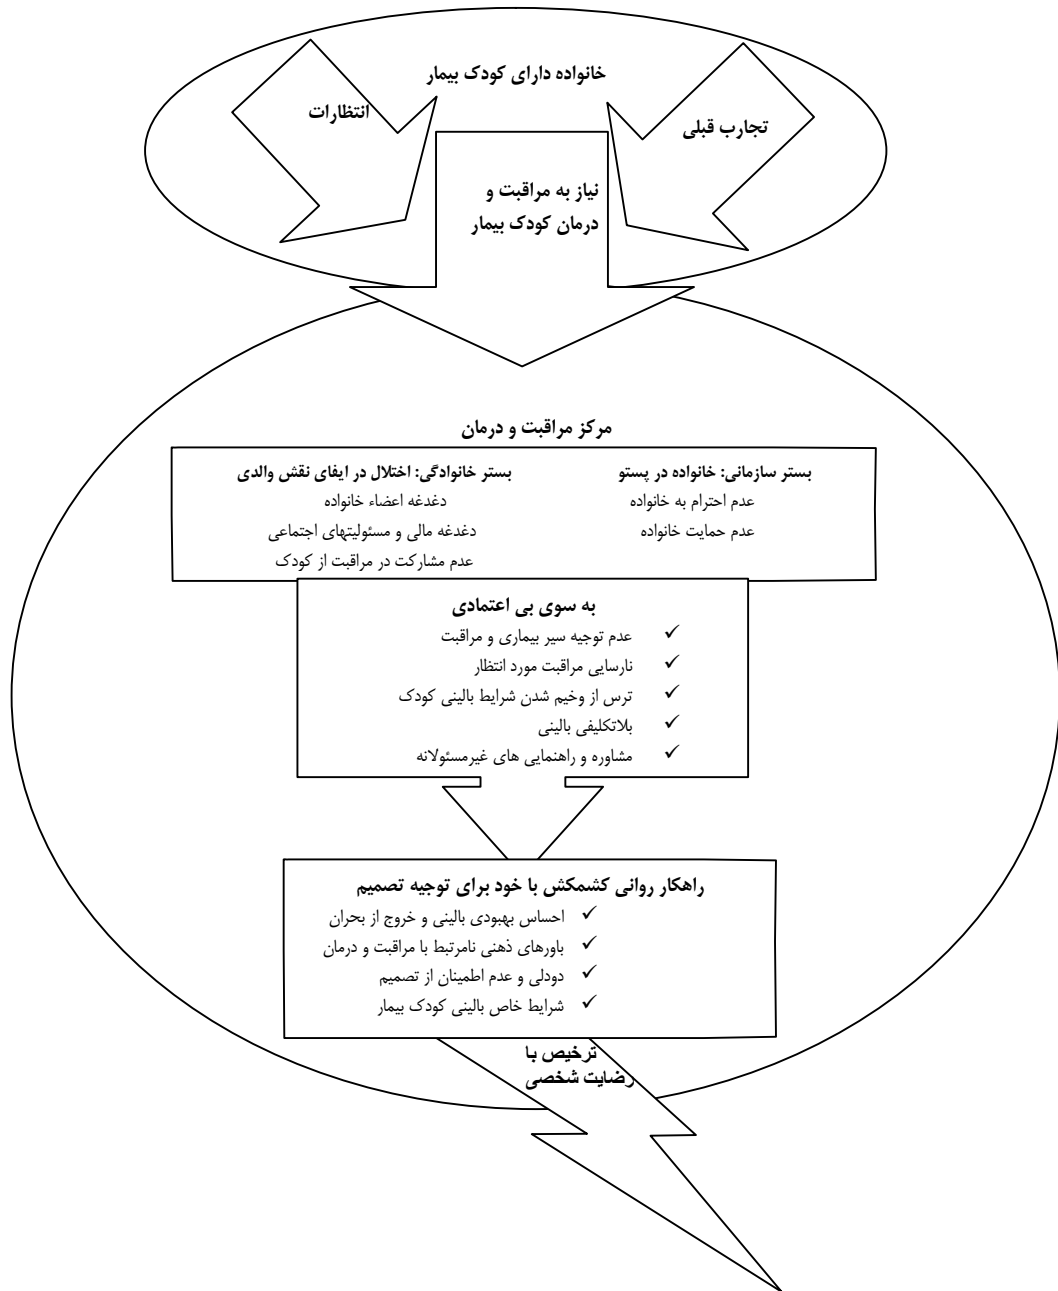 خانواده دارای کودک بیمار
تجارب قبلی
انتظارات
نیاز به مراقبت و
درمان کودک بیمار
مرکز مراقبت و درمان
بستر سازمانی: خانواده در پستو
عدم احترام به خانواده
عدم حمایت خانواده
بستر خانوادگی: اختلال در ایفای نقش والدی
دغدغه اعضاء خانواده
دغدغه مالی و مسئولیتهای اجتماعی
عدم مشارکت در مراقبت از کودک
به سوی بی اعتمادی
✓ عدم توجیه سیر بیماری و مراقبت
✓ نارسایی مراقبت مورد انتظار
✓ ترس از وخیم شدن شرایط بالینی کودک
✓ بلاتکلیفی بالینی
✓ مشاوره و راهنمایی های غیرمسئولانه
راهکار روانی کشمکش با خود برای توجیه تصمیم
✓ احساس بهبودی بالینی و خروج از بحران
✓ باورهای ذهنی نامرتبط با مراقبت و درمان
✓ دودلی و عدم اطمینان از تصمیم
✓ شرایط خاص بالینی کودک بیمار
ترخیص با
رضایت شخصی